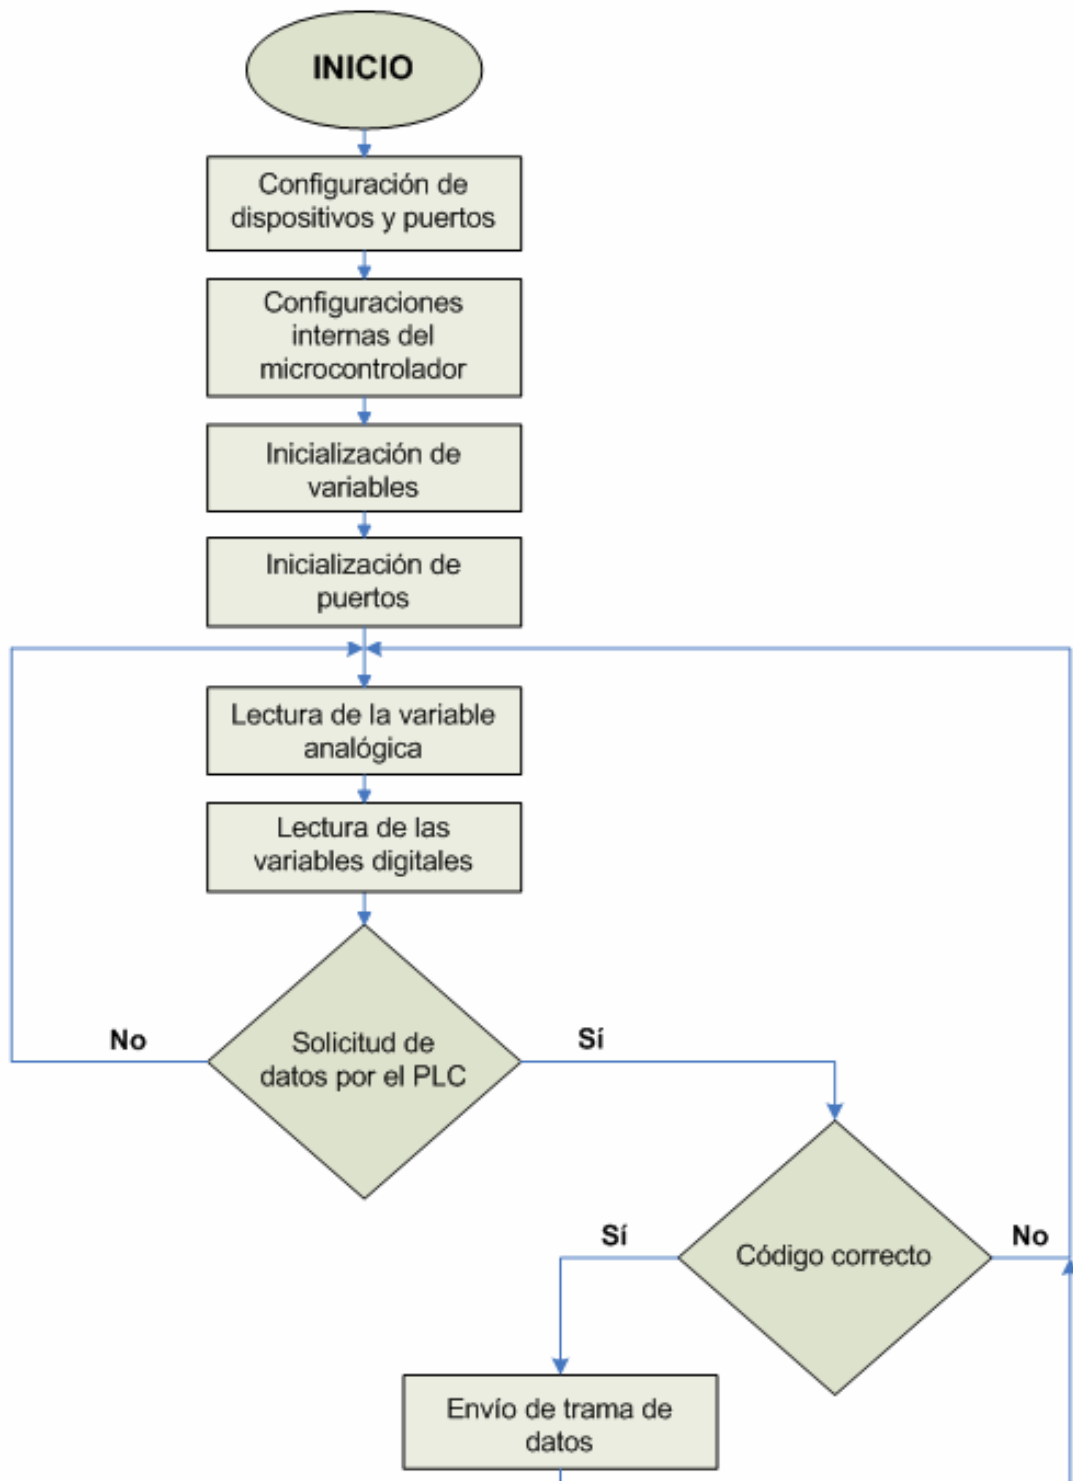 INICIO
Configuración de
dispositivos y puertos
Configuraciones
internas del
microcontrolador
Inicialización de
variables
Inicialización de
puertos
Lectura de la variable
analógica
Lectura de las
variables digitales
No
Solicitud de
datos por el PLC
Sí
Sí
Código correcto
No
Envío de trama de
datos